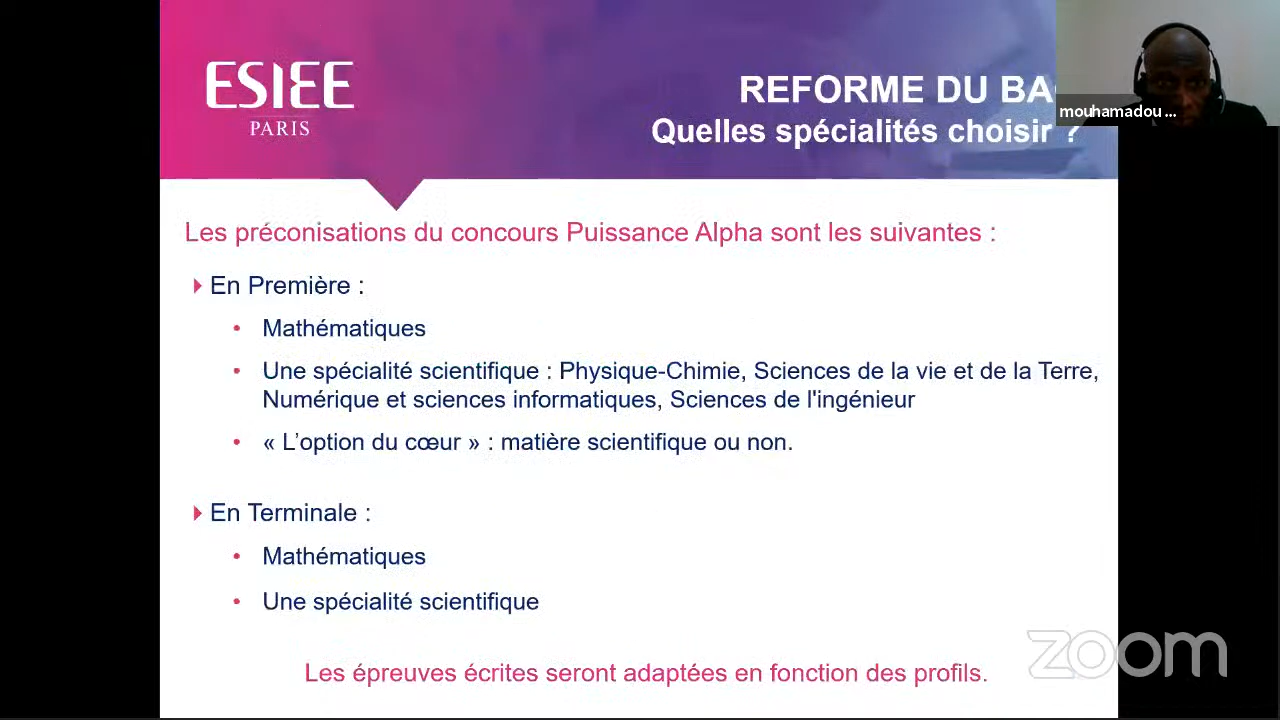 ESIEE
PARIS
REFORME DU BA
Quelles spécialités choisir ?
mouhamadou ...
Les préconisations du concours Puissance Alpha sont les suivantes :
En Première :
Mathématiques
Une spécialité scientifique : Physique-Chimie, Sciences de la vie et de la Terre,
Numérique et sciences informatiques, Sciences de l'ingénieur
« L’option du cœur » : matière scientifique ou non.
En Terminale :
Mathématiques
Une spécialité scientifique
Les épreuves écrites seront adaptées en fonction des profils.
zoom